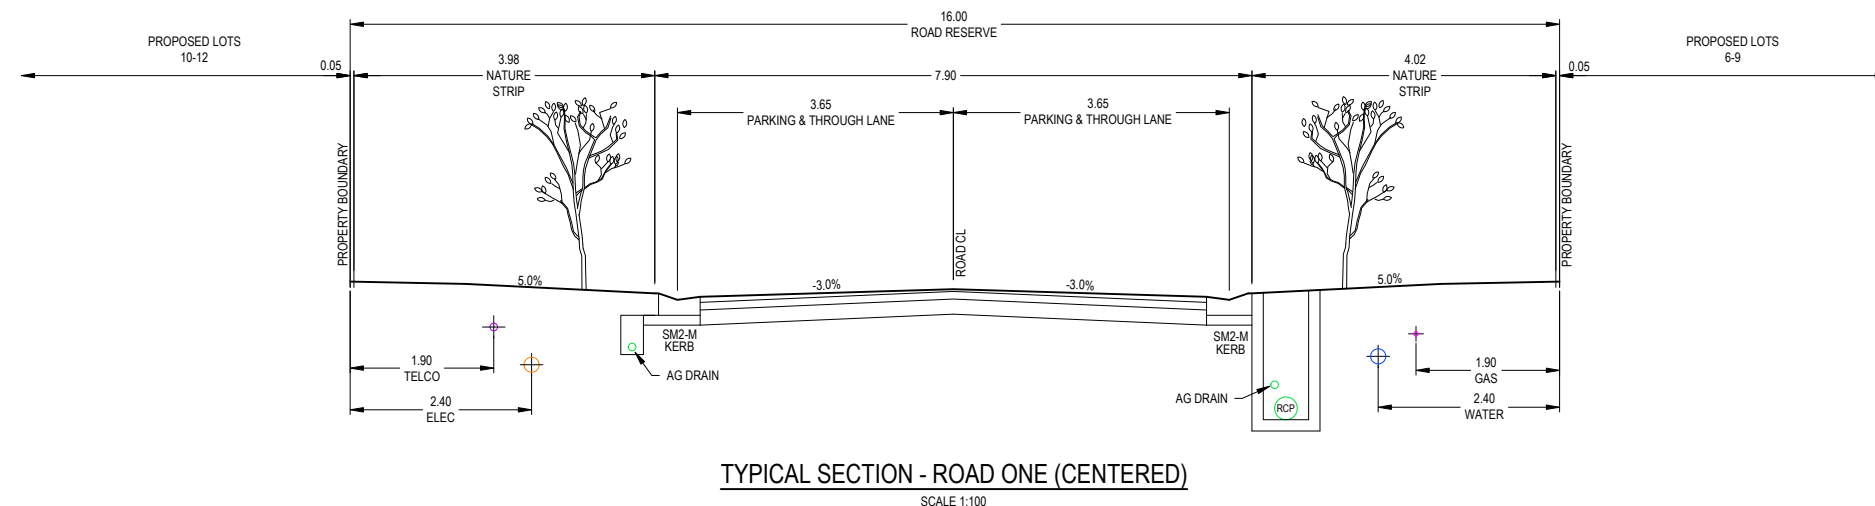 16.00
ROAD RESERVE
PROPOSED LOTS
10-12
PROPOSED LOTS
6-9
0.05
3.98
NATURE
STRIP
7.90
4.02
NATURE
STRIP
0.05
3.65
PARKING & THROUGH LANE
3.65
PARKING & THROUGH LANE
PROPERTY BOUNDARY
ROAD CL
PROPERTY BOUNDARY
5.0%
-3.0%
-3.0%
5.0%
SM2-M
KERB
SM2-M
KERB
1.90
TELCO
AG DRAIN
1.90
GAS
2.40
ELEC
AG DRAIN
RCP
2.40
WATER
TYPICAL SECTION - ROAD ONE (CENTERED)
SCALE 1:100